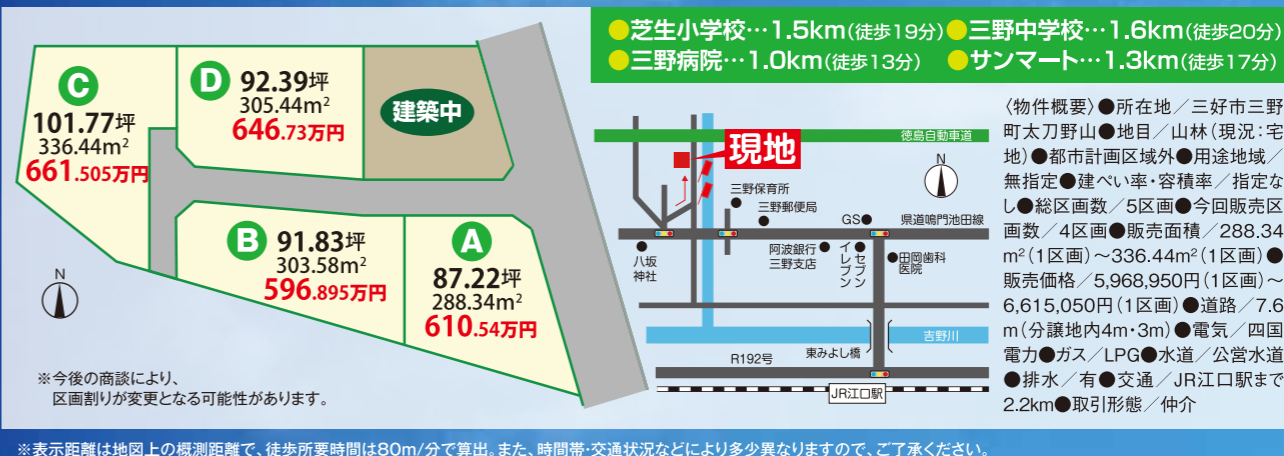 ●芝生小学校…1.5km(徒歩19分) ●三野中学校…1.6km(徒歩20分)
●三野病院…1.0km(徒歩13分) ●サンマート…1.3km(徒歩17分)
C
101.77坪
336.44m²
661.505万円
D
92.39坪
305.44m²
646.73万円
建築中
B
91.83坪
303.58m²
596.895万円
A
87.22坪
288.34m²
610.54万円
N
※今後の商談により、
区画割りが変更となる可能性があります。
徳島自動車道
現地
N
三野保育所
三野郵便局
GS
県道鳴門池田線
八坂
神社
阿波銀行
三野支店
セブン
イレブン
田岡歯科
医院
吉野川
R192号
東みよし橋
JR江口駅
〈物件概要〉●所在地／三好市三野
町太刀野山●地目／山林(現況:宅
地)●都市計画区域外●用途地域／
無指定●建ぺい率・容積率／指定な
し●総区画数／5区画●今回販売区
画数／4区画●販売面積／288.34
m²(1区画)〜336.44m²(1区画)●
販売価格／5,968,950円(1区画)〜
6,615,050円(1区画)●道路／7.6
m(分譲地内4m・3m)●電気／四国
電力●ガス／LPG●水道／公営水道
●排水／有●交通／JR江口駅まで
2.2km●取引形態／仲介
※表示距離は地図上の概測距離で、徒歩所要時間は80m/分で算出。また、時間帯・交通状況などにより多少異なりますので、ご了承ください。